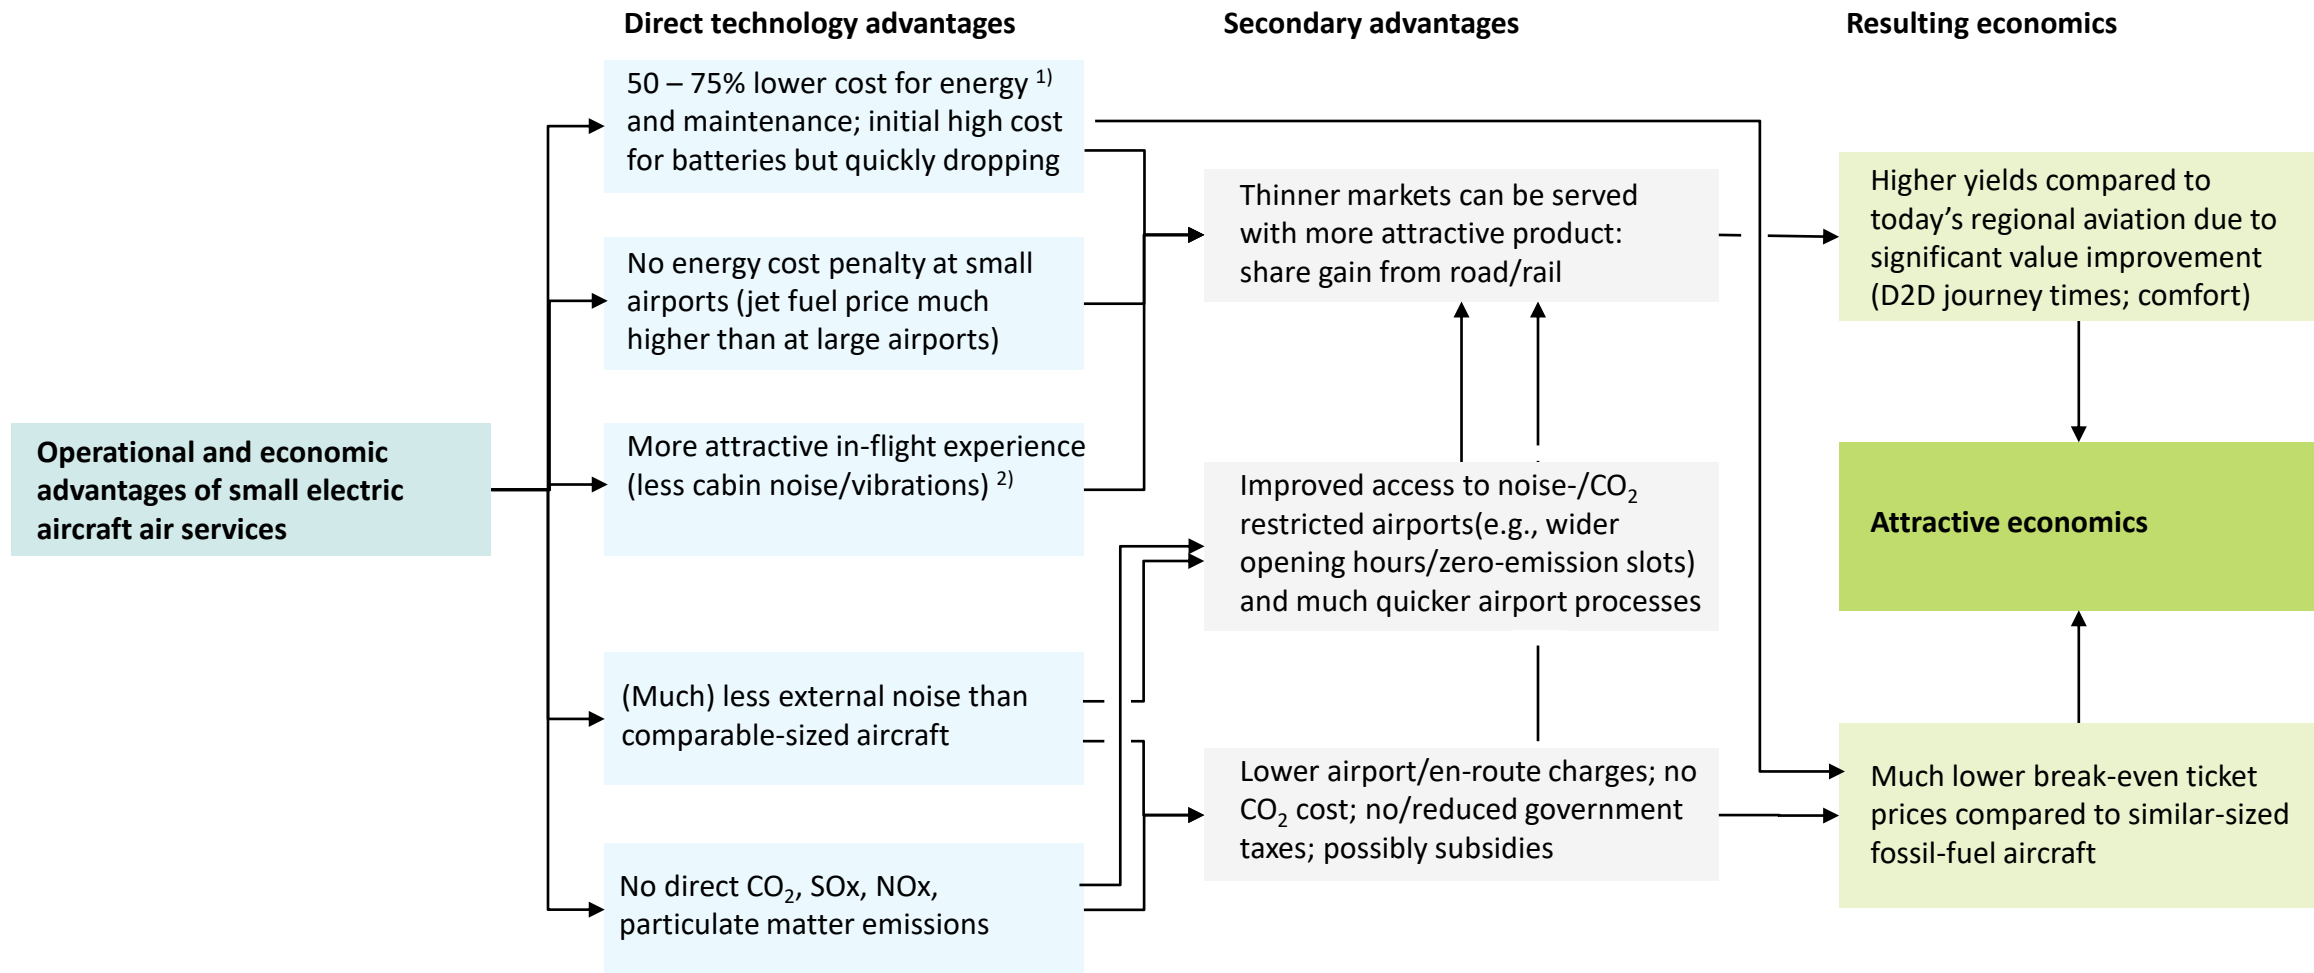 Direct technology advantages
Secondary advantages
Resulting economics
Operational and economic
advantages of small electric
aircraft air services
50 – 75% lower cost for energy ¹⁾
and maintenance; initial high cost
for batteries but quickly dropping
No energy cost penalty at small
airports (jet fuel price much
higher than at large airports)
More attractive in-flight experience
(less cabin noise/vibrations) ²⁾
(Much) less external noise than
comparable-sized aircraft
No direct CO₂, SOx, NOx,
particulate matter emissions
Thinner markets can be served
with more attractive product:
share gain from road/rail
Improved access to noise-/CO₂
restricted airports(e.g., wider
opening hours/zero-emission slots)
and much quicker airport processes
Lower airport/en-route charges; no
CO₂ cost; no/reduced government
taxes; possibly subsidies
Higher yields compared to
today’s regional aviation due to
significant value improvement
(D2D journey times; comfort)
Attractive economics
Much lower break-even ticket
prices compared to similar-sized
fossil-fuel aircraft